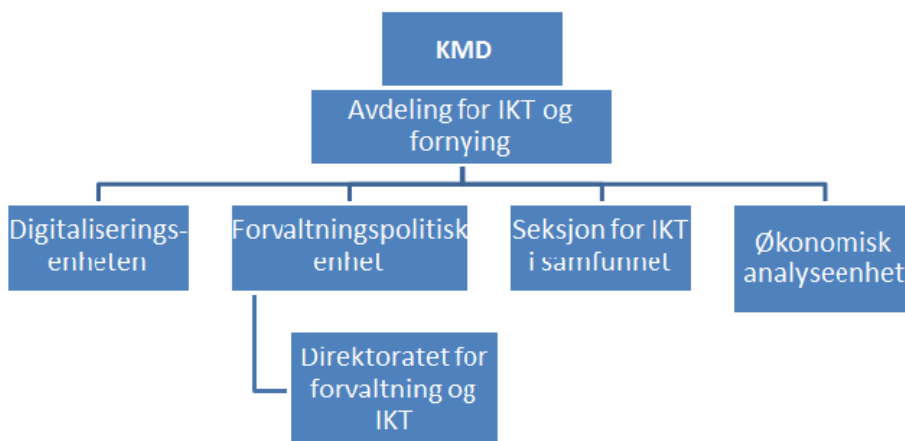 KMD
Avdeling for IKT og
fornying
Digitaliserings-
enheten
Forvaltningspolitisk
enhet
Seksjon for IKT
i samfunnet
Økonomisk
analyseenhet
Direktoratet for
forvaltning og
IKT